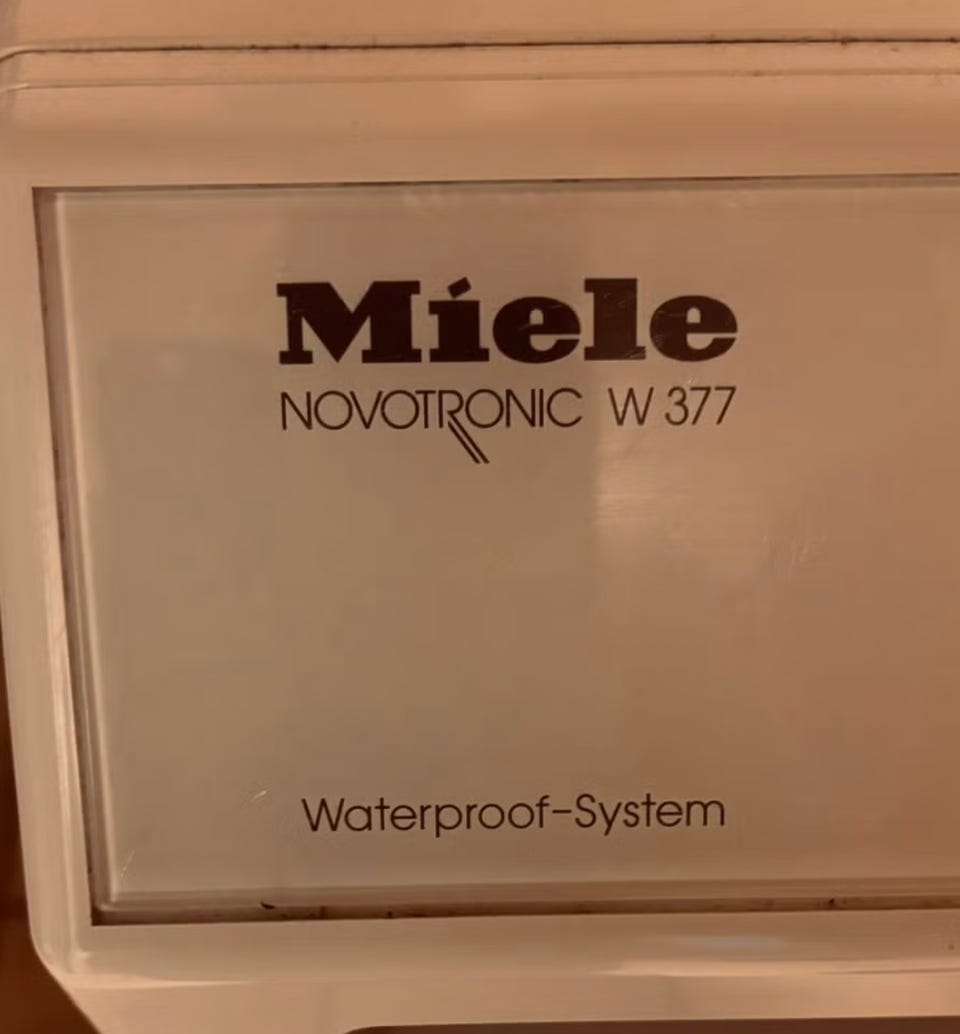 Miele
NOVOTRONIC W 377
Waterproof-System